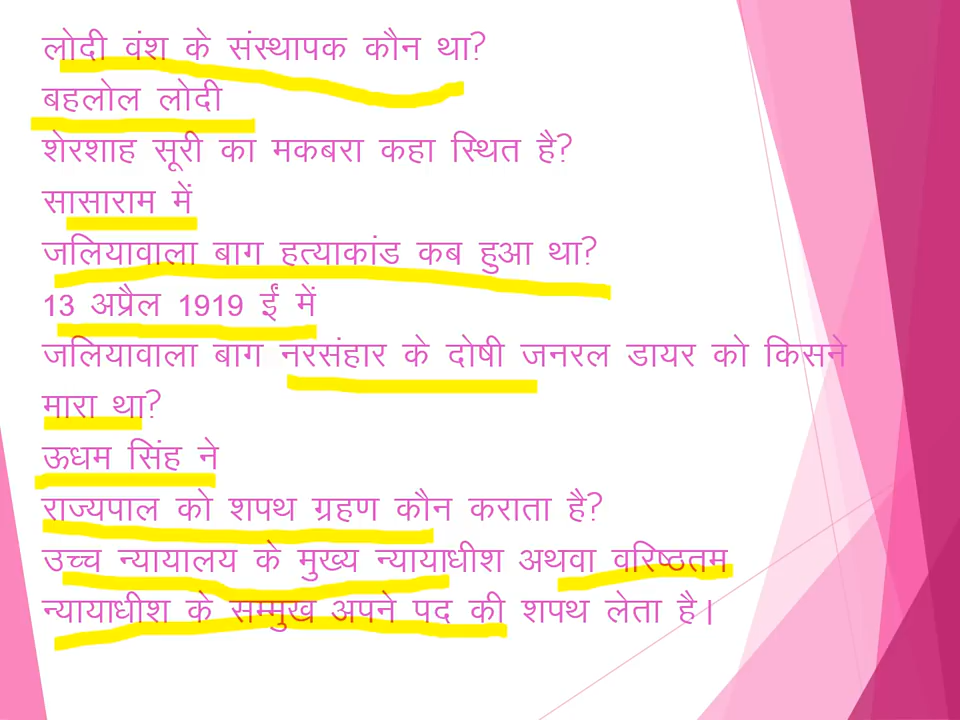 लोदी वंश के संस्थापक कौन था?
बहलोल लोदी
शेरशाह सूरी का मकबरा कहा स्थित है?
सासाराम में
जलियावाला बाग हत्याकांड कब हुआ था?
13 अप्रैल 1919 ईं में
जलियावाला बाग नरसंहार के दोषी जनरल डायर को किसने
मारा था?
ऊधम सिंह ने
राज्यपाल को शपथ ग्रहण कौन कराता है?
उच्च न्यायालय के मुख्य न्यायाधीश अथवा वरिष्ठतम
न्यायाधीश के सम्मुख अपने पद की शपथ लेता है।